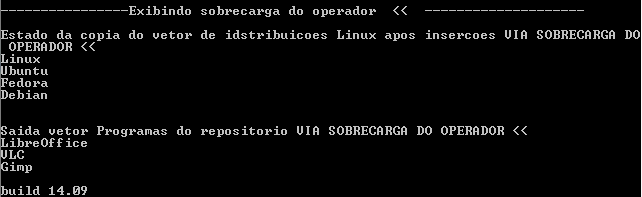 ----------------Exibindo sobrecarga do operador  <<  --------------------
Estado da copia do vetor de idstribuicoes Linux apos insercoes VIA SOBRECARGA DO
 OPERADOR <<
Linux
Ubuntu
Fedora
Debian
Saida vetor Programas do repositorio VIA SOBRECARGA DO OPERADOR <<
LibreOffice
VLC
Gimp
build 14.09